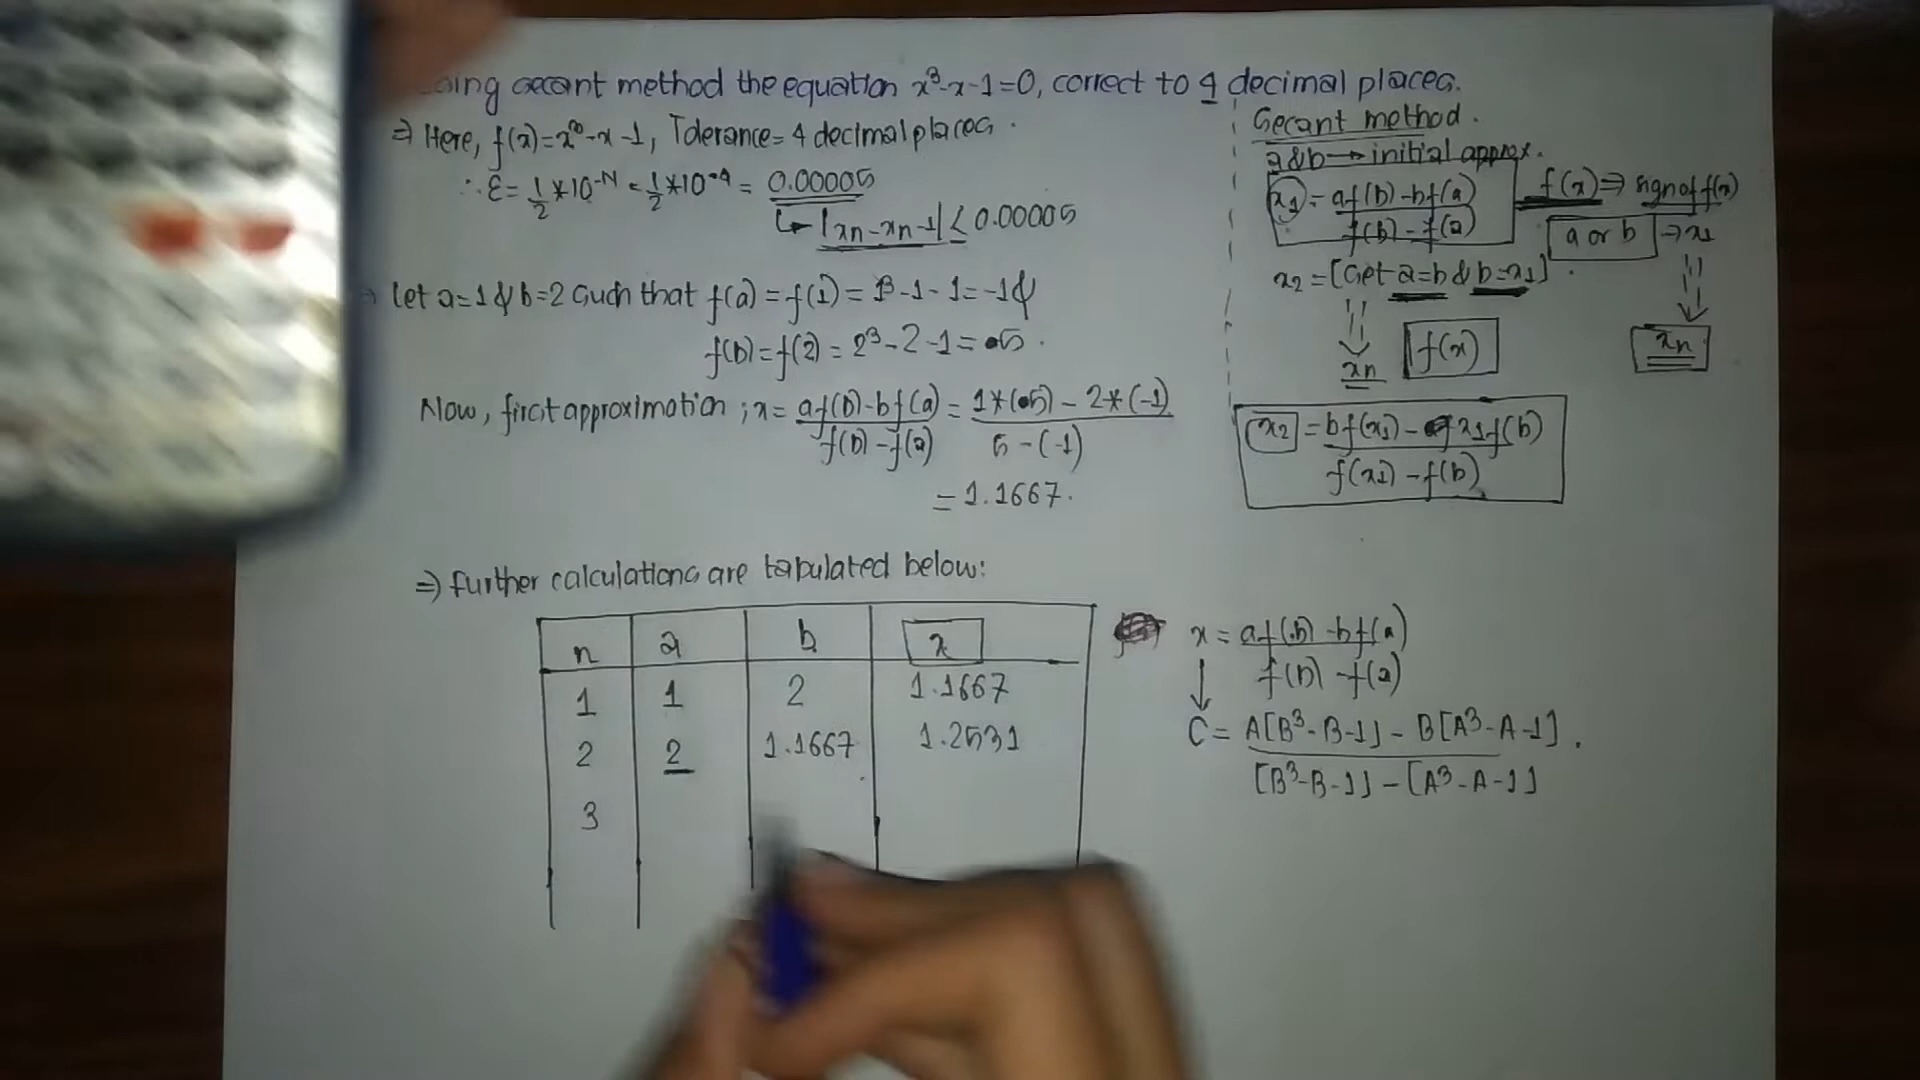 using secant method the equation x³-x-1=0, correct to 4 decimal places.
⇒ Here, f(x)=x³-x-1, Tolerance=4 decimal places.
∴ ε=1/2*10^-N = 1/2*10^-4 = 0.00005
↳ |xn-xn-1| ≤ 0.00005
let a=1 & b=2 such that f(a)=f(1)=1³-1-1=-1 &
f(b)=f(2)=2³-2-1=5.
Now, first approximation; x = (af(b)-bf(a))/(f(b)-f(a)) = (1*(5)-2*(-1))/(5-(-1))
= 1.1667.
⇒ further calculations are tabulated below:
n a b x
1 1 2 1.1667
2 2 1.1667 1.2531
3
Secant method.
a&b→initial approx.
x1 = (af(b)-bf(a))/(f(b)-f(a)) f(x) ⇒ sign of f(x)
a or b → x1
x2=[Set a=b & b=x1].
xn f(x) xn
x2 = (bf(x1)-x1f(b))/(f(x1)-f(b))
x = (af(b)-bf(a))/(f(b)-f(a))
↓
C = (A[B³-B-1]-B[A³-A-1])/([B³-B-1]-[A³-A-1]).